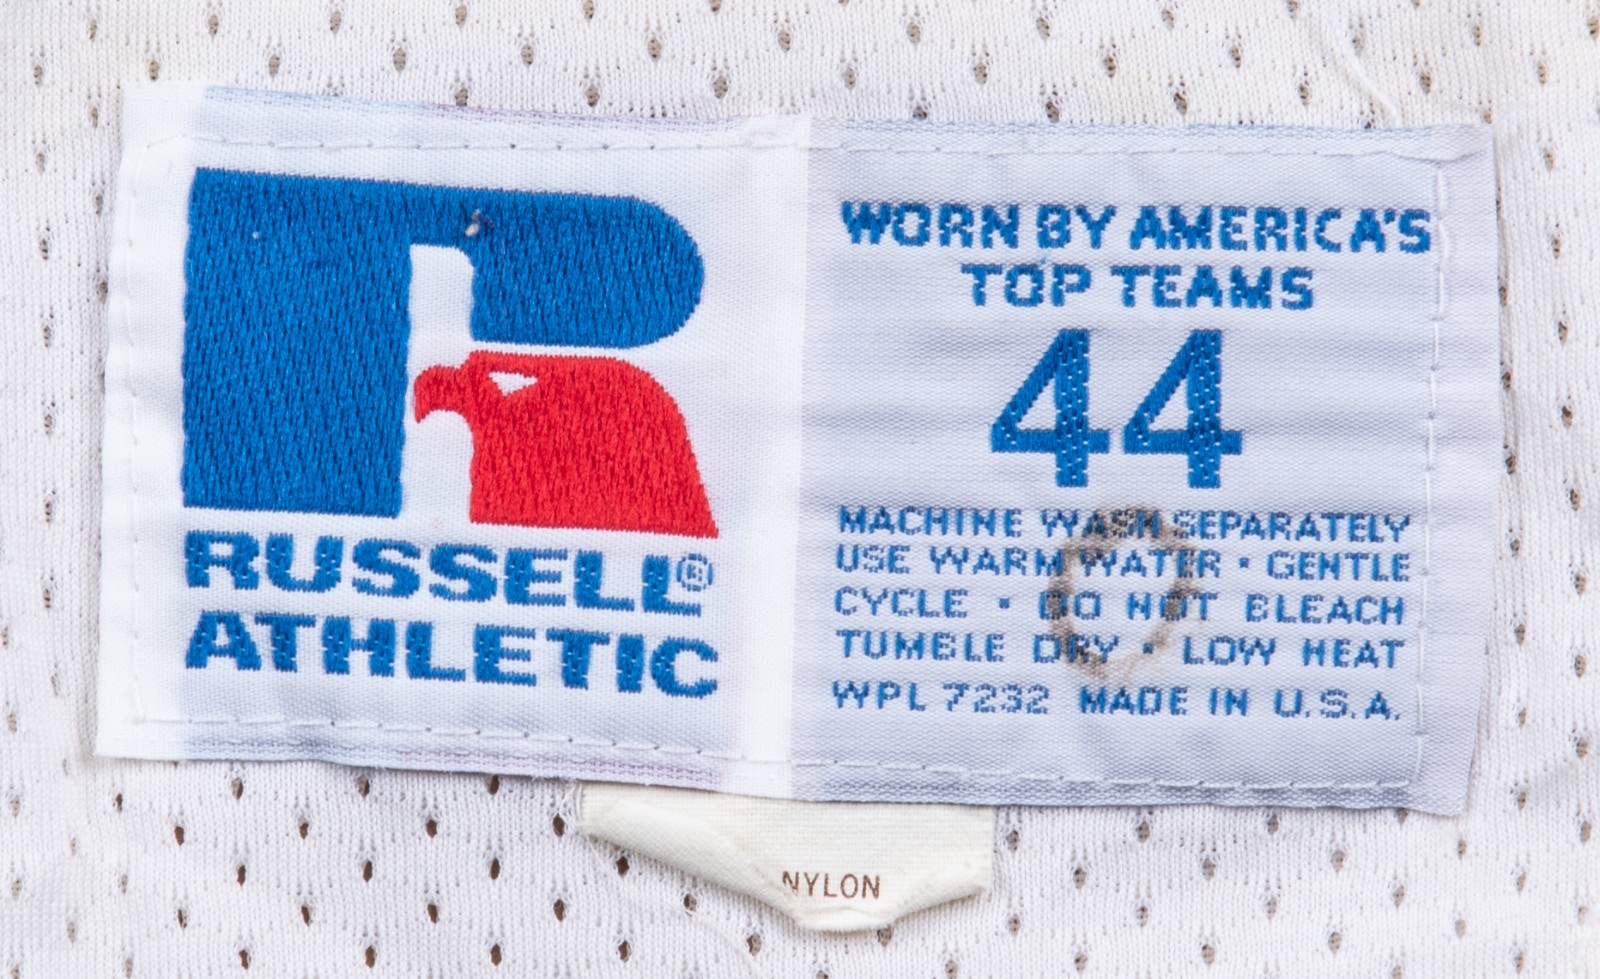 RUSSELL®
ATHLETIC
WORN BY AMERICA'S
TOP TEAMS
44
MACHINE WASH SEPARATELY
USE WARM WATER · GENTLE
CYCLE · DO NOT BLEACH
TUMBLE DRY · LOW HEAT
WPL 7232 MADE IN U.S.A.
NYLON